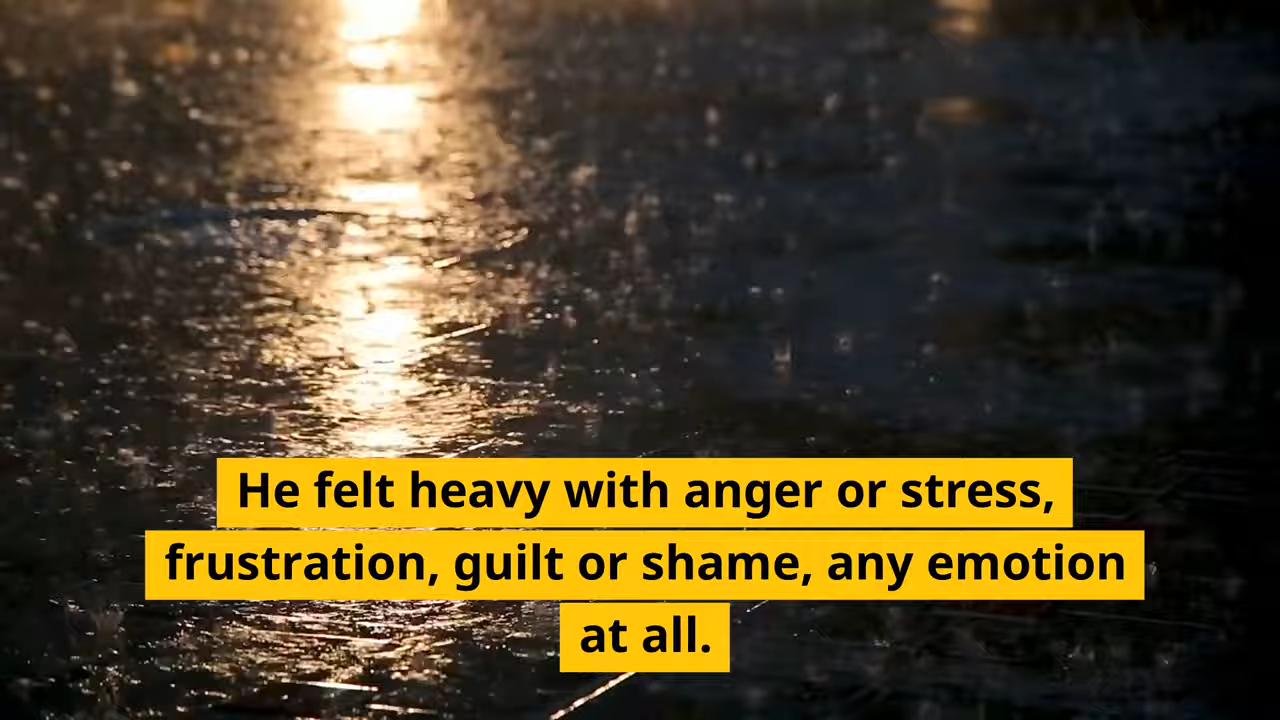 He felt heavy with anger or stress,
frustration, guilt or shame, any emotion
at all.